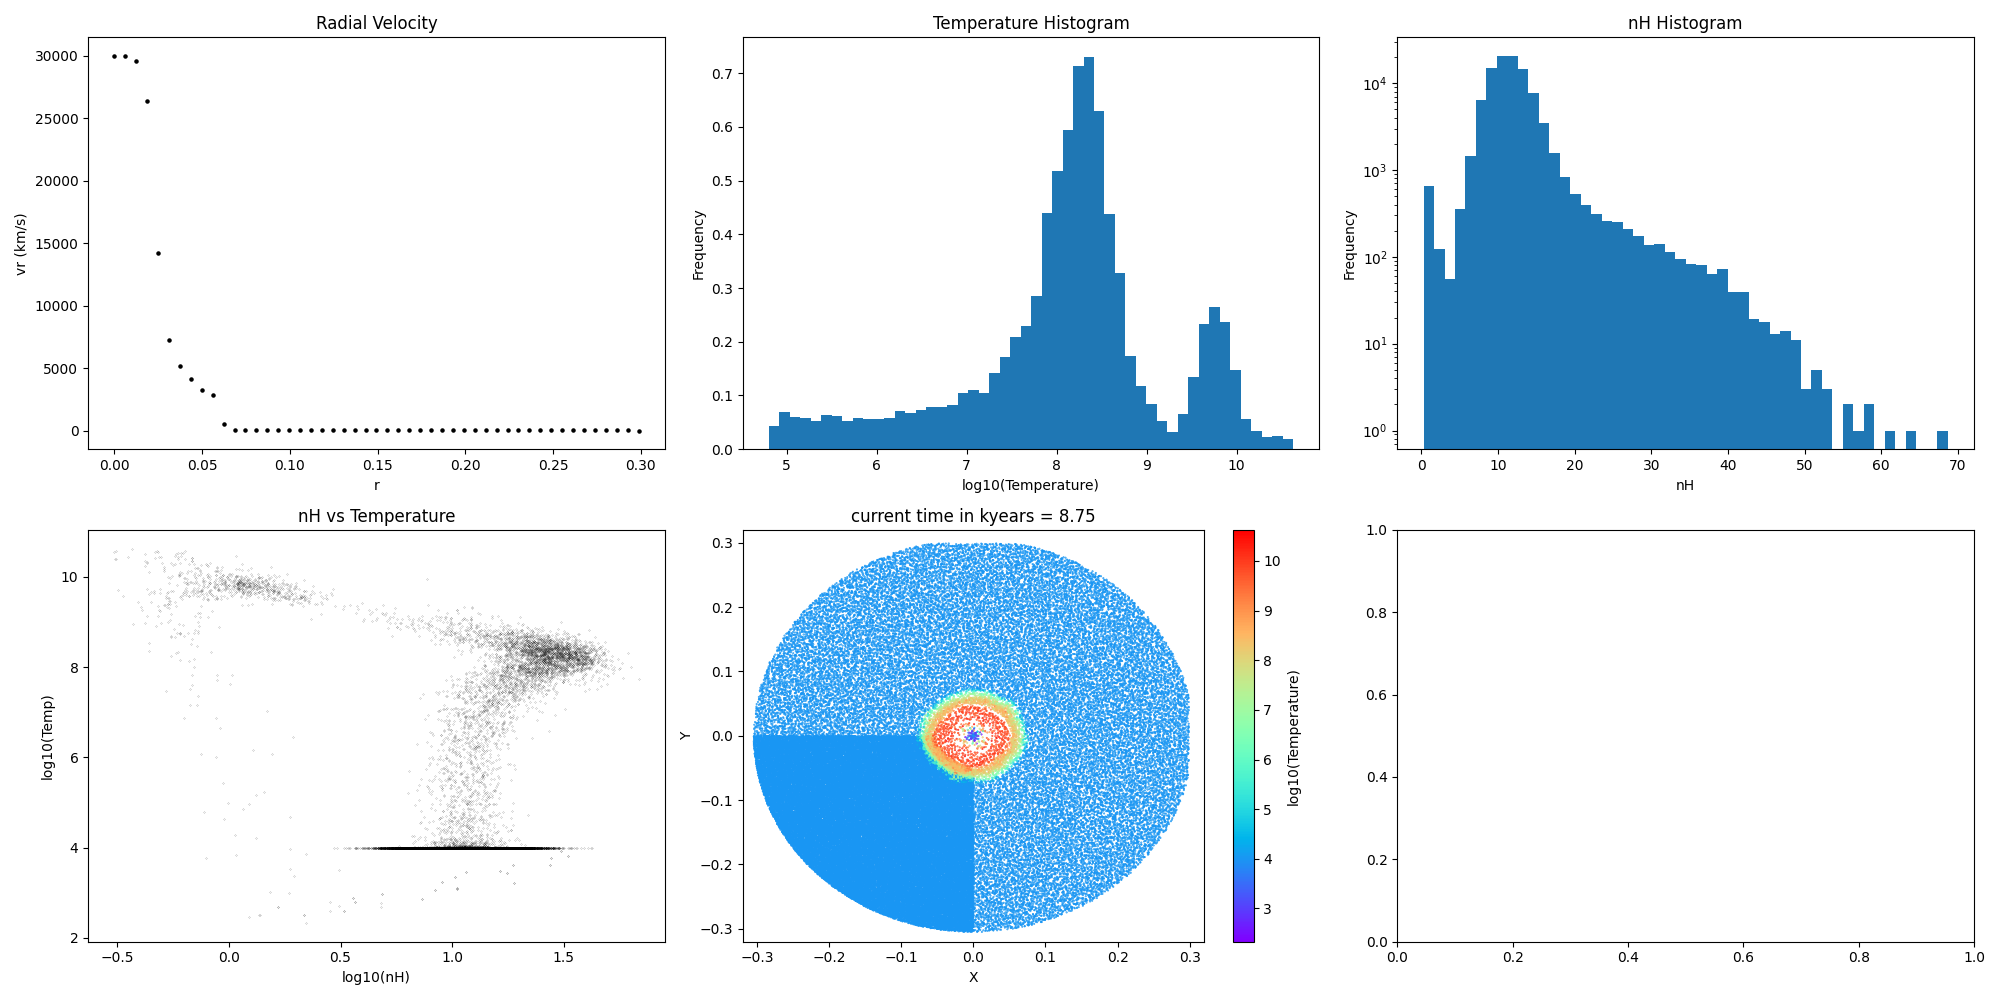 Radial Velocity
30000
25000
20000
15000
10000
5000
0
vr (km/s)
0.00 0.05 0.10 0.15 0.20 0.25 0.30
r
Temperature Histogram
0.7
0.6
0.5
0.4
0.3
0.2
0.1
0.0
Frequency
5 6 7 8 9 10
log10(Temperature)
nH Histogram
10⁴
10³
10²
10¹
10⁰
Frequency
0 10 20 30 40 50 60 70
nH
nH vs Temperature
10
8
6
4
2
log10(Temp)
−0.5 0.0 0.5 1.0 1.5
log10(nH)
current time in kyears = 8.75
0.3
0.2
0.1
0.0
−0.1
−0.2
−0.3
Y
−0.3 −0.2 −0.1 0.0 0.1 0.2 0.3
X
10
9
8
7
6
5
4
3
log10(Temperature)
1.0
0.8
0.6
0.4
0.2
0.0
0.0 0.2 0.4 0.6 0.8 1.0